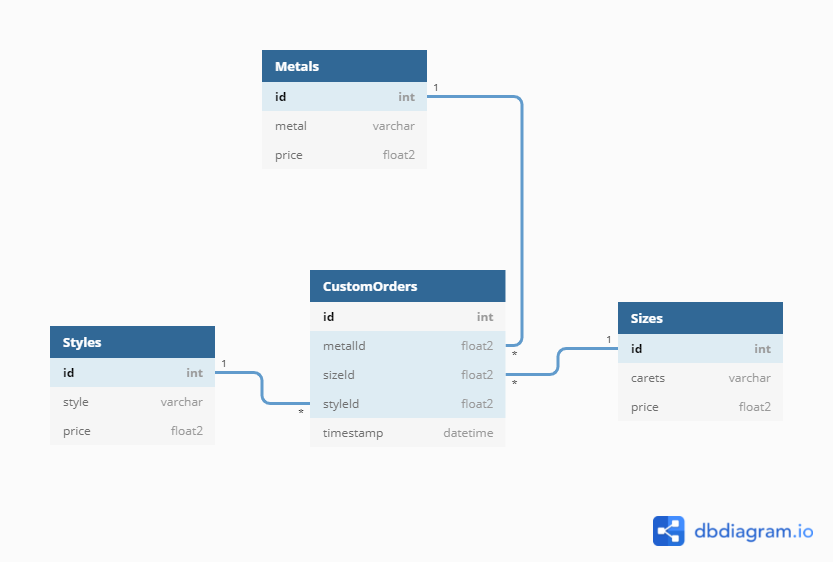 Metals
id int
metal varchar
price float2
1
CustomOrders
id int
metalId float2
*
sizeId float2
*
styleId float2
*
timestamp datetime
Styles
id int
1
style varchar
price float2
Sizes
1
id int
carets varchar
price float2
dbdiagram.io